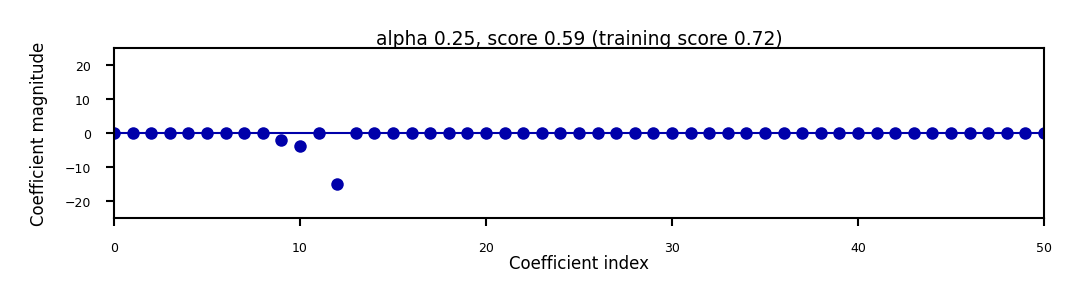 alpha 0.25, score 0.59 (training score 0.72)
Coefficient magnitude
20
10
0
−10
−20
0 10 20 30 40 50
Coefficient index